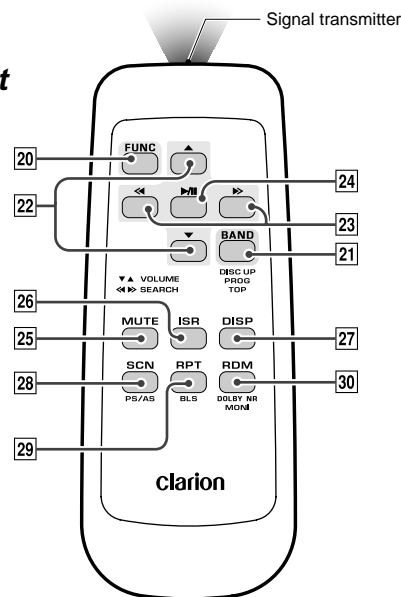 Signal transmitter
t
FUNC
20
24
22
23
BAND
21
DISC UP
PROG
TOP
VOLUME
SEARCH
26
MUTE
ISR
DISP
25
27
SCN
RPT
RDM
28
30
PS/AS
BLS
DOLBY NR
MONI
29
clarion